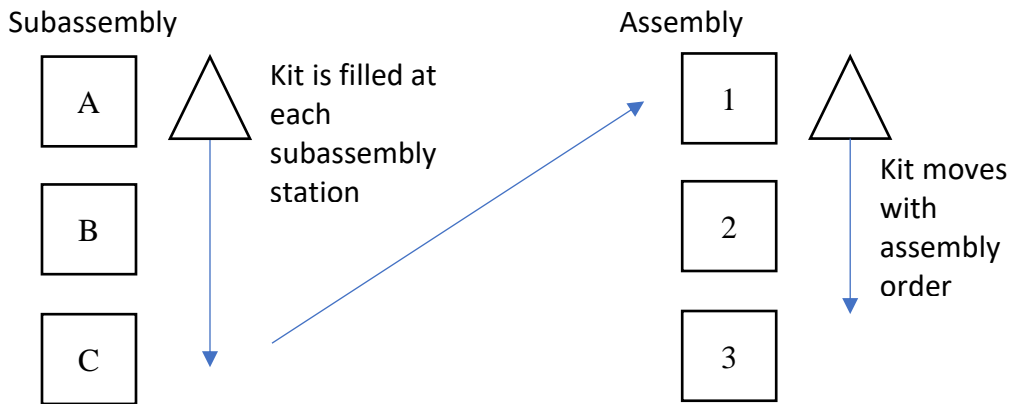 Subassembly
A
Kit is filled at
each
subassembly
station
B
C
Assembly
1
Kit moves
with
assembly
order
2
3